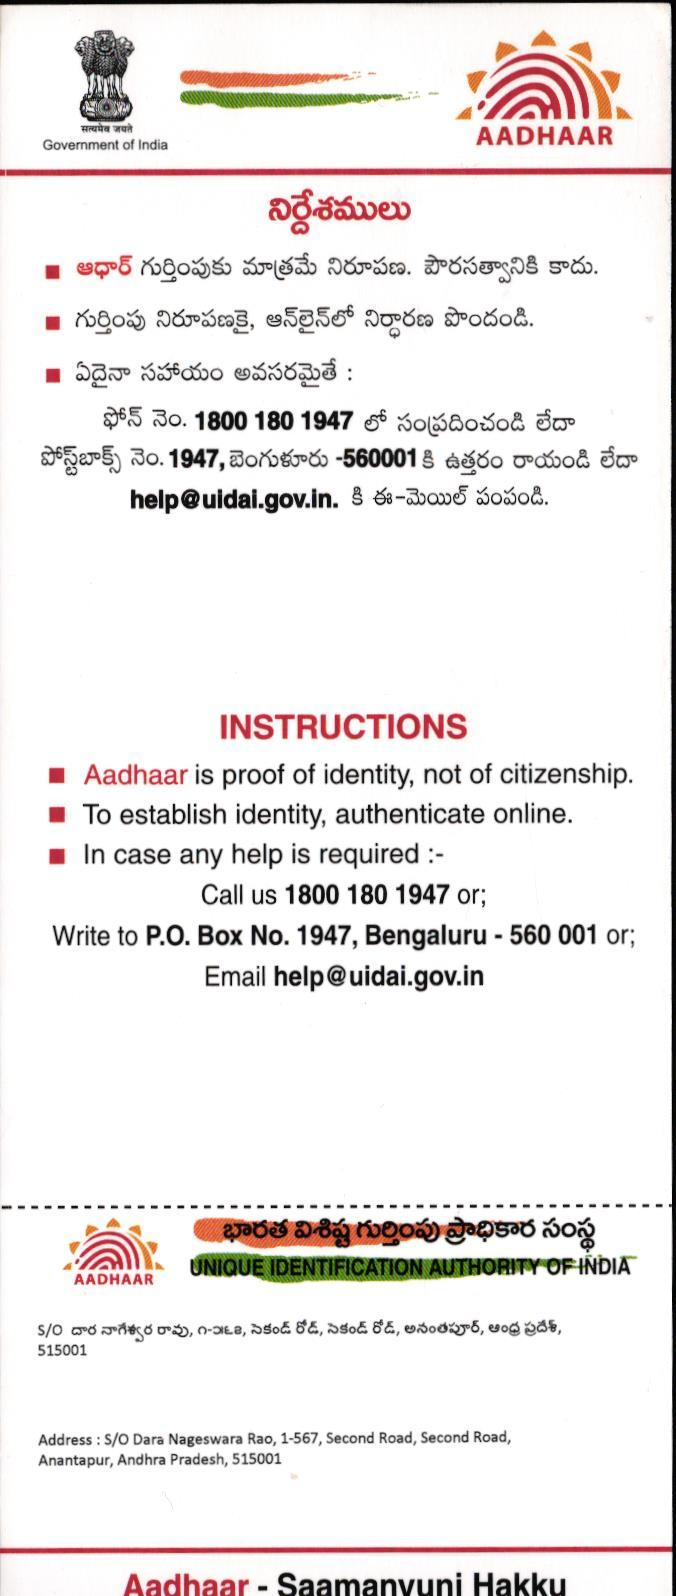 सत्यमेव जयते
Government of India
AADHAAR
నిర్దేశములు
ఆధార్ గుర్తింపుకు మాత్రమే నిరూపణ. పౌరసత్వానికి కాదు.
గుర్తింపు నిరూపణకై, ఆన్‌లైన్‌లో నిర్ధారణ పొందండి.
ఏదైనా సహాయం అవసరమైతే :
ఫోన్ నెం. 1800 180 1947 లో సంప్రదించండి లేదా
పోస్ట్‌బాక్స్ నెం. 1947, బెంగుళూరు -560001 కి ఉత్తరం రాయండి లేదా
help@uidai.gov.in. కి ఈ-మెయిల్ పంపండి.
INSTRUCTIONS
Aadhaar is proof of identity, not of citizenship.
To establish identity, authenticate online.
In case any help is required :-
Call us 1800 180 1947 or;
Write to P.O. Box No. 1947, Bengaluru - 560 001 or;
Email help@uidai.gov.in
భారత విశిష్ట గుర్తింపు ప్రాధికార సంస్థ
AADHAAR
UNIQUE IDENTIFICATION AUTHORITY OF INDIA
S/O దార నాగేశ్వర రావు, సెకండ్ రోడ్, సెకండ్ రోడ్, అనంతపూర్, ఆంధ్ర ప్రదేశ్,
515001
Address : S/O Dara Nageswara Rao, 1-567, Second Road, Second Road,
Anantapur, Andhra Pradesh, 515001
Aadhaar - Saamanyuni Hakku